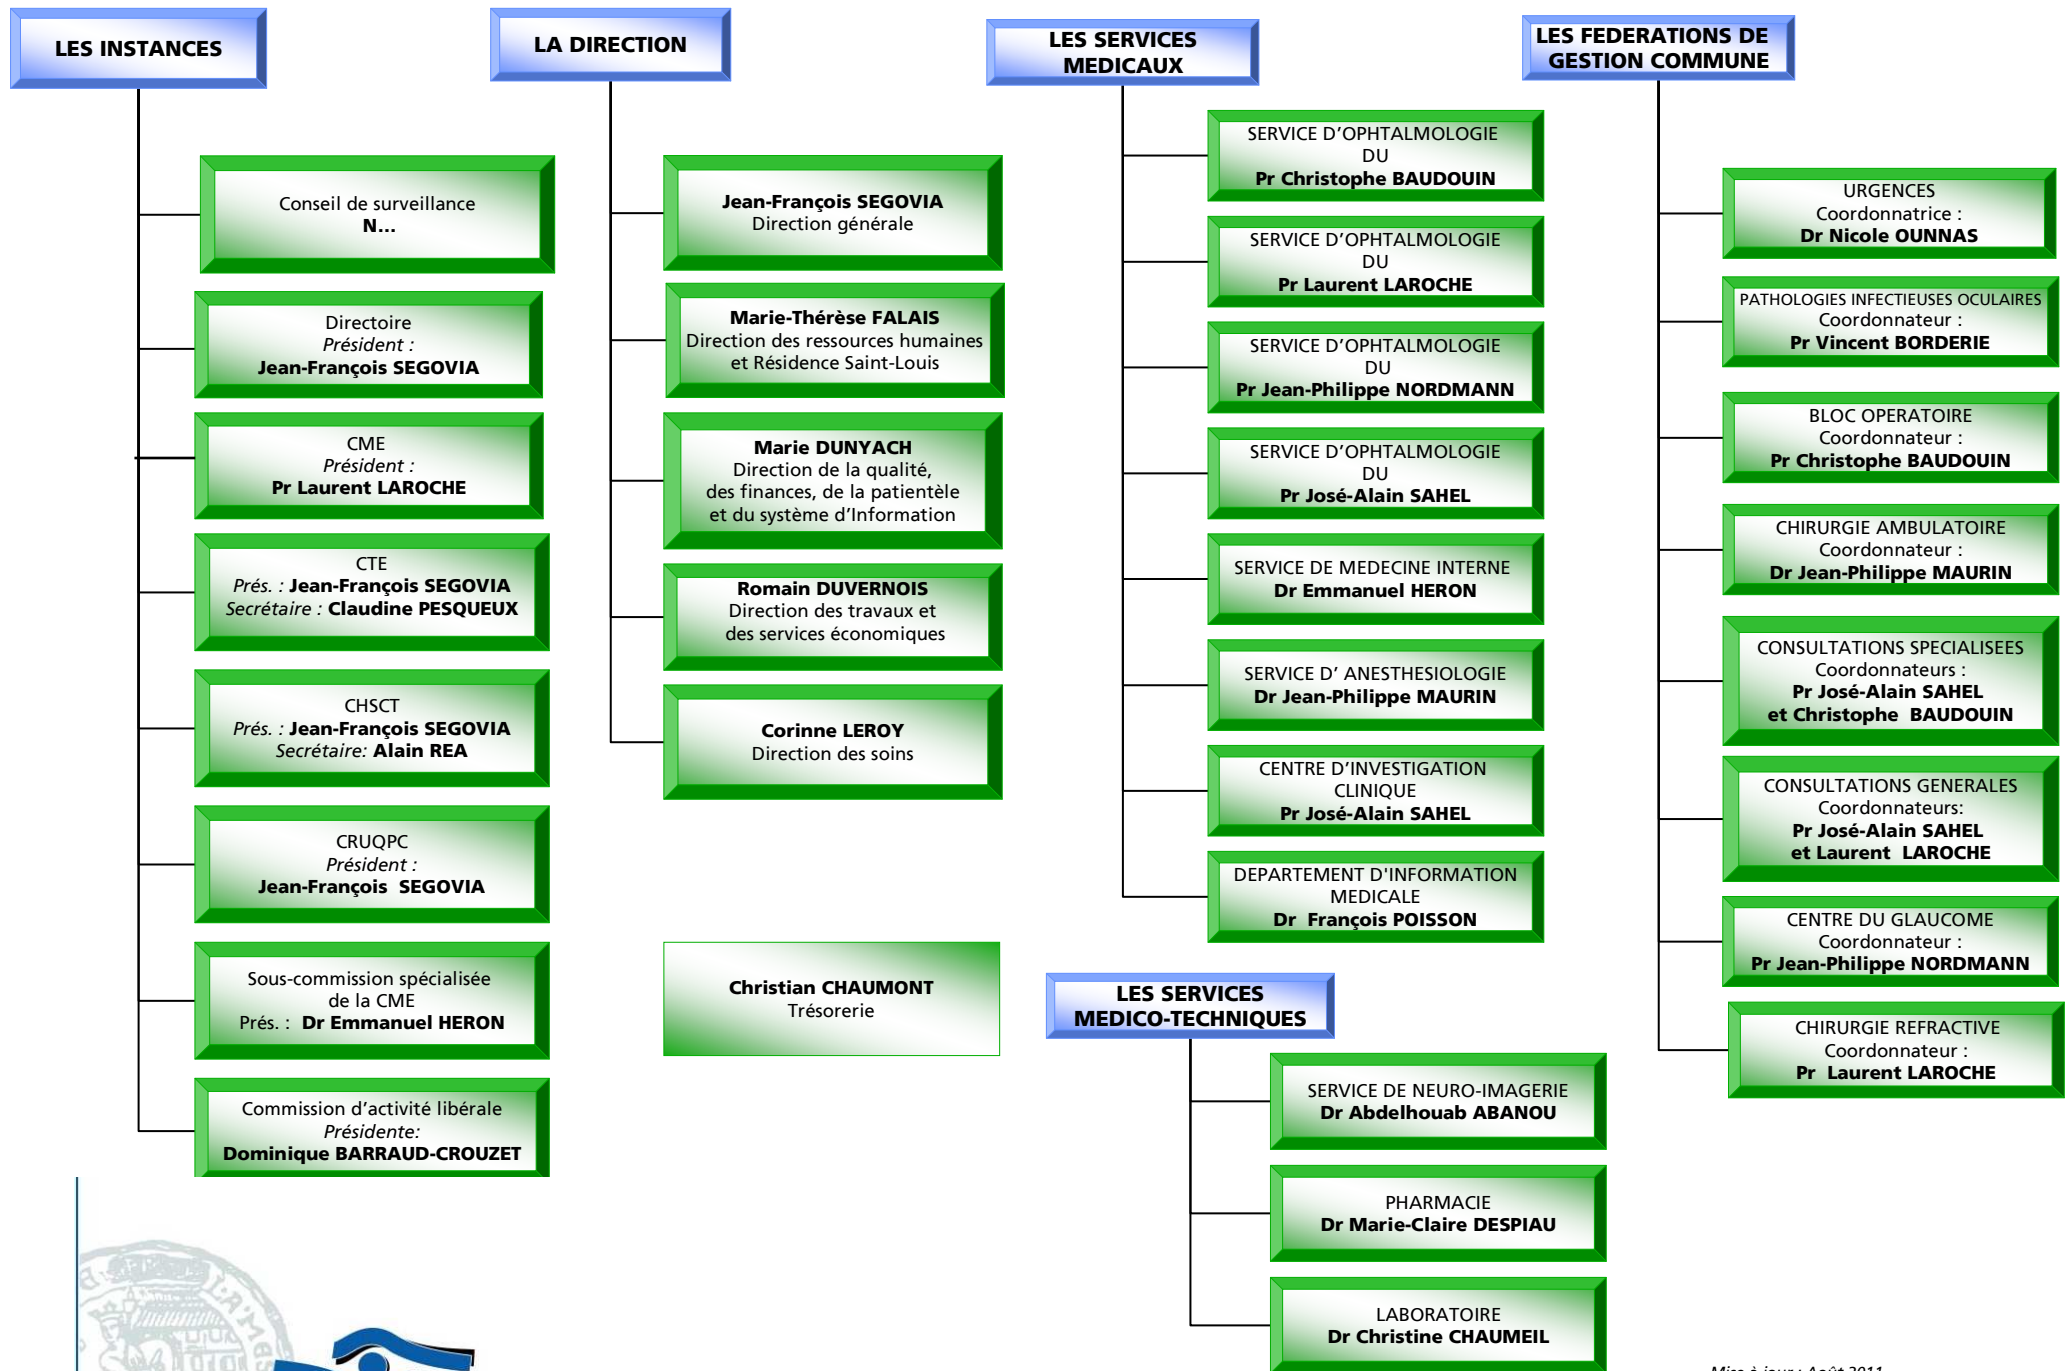 LES INSTANCES
Conseil de surveillance
N...
Directoire
Président :
Jean-François SEGOVIA
CME
Président :
Pr Laurent LAROCHE
CTE
Prés. : Jean-François SEGOVIA
Secrétaire : Claudine PESQUEUX
CHSCT
Prés. : Jean-François SEGOVIA
Secrétaire: Alain REA
CRUQPC
Président :
Jean-François SEGOVIA
Sous-commission spécialisée
de la CME
Prés. : Dr Emmanuel HERON
Commission d’activité libérale
Présidente:
Dominique BARRAUD-CROUZET
LA DIRECTION
Jean-François SEGOVIA
Direction générale
Marie-Thérèse FALAIS
Direction des ressources humaines
et Résidence Saint-Louis
Marie DUNYACH
Direction de la qualité,
des finances, de la patientèle
et du système d’Information
Romain DUVERNOIS
Direction des travaux et
des services économiques
Corinne LEROY
Direction des soins
Christian CHAUMONT
Trésorerie
LES SERVICES
MEDICAUX
SERVICE D’OPHTALMOLOGIE
DU
Pr Christophe BAUDOUIN
SERVICE D’OPHTALMOLOGIE
DU
Pr Laurent LAROCHE
SERVICE D’OPHTALMOLOGIE
DU
Pr Jean-Philippe NORDMANN
SERVICE D’OPHTALMOLOGIE
DU
Pr José-Alain SAHEL
SERVICE DE MEDECINE INTERNE
Dr Emmanuel HERON
SERVICE D’ ANESTHESIOLOGIE
Dr Jean-Philippe MAURIN
CENTRE D’INVESTIGATION
CLINIQUE
Pr José-Alain SAHEL
DEPARTEMENT D'INFORMATION
MEDICALE
Dr François POISSON
LES SERVICES
MEDICO-TECHNIQUES
SERVICE DE NEURO-IMAGERIE
Dr Abdelhouab ABANOU
PHARMACIE
Dr Marie-Claire DESPIAU
LABORATOIRE
Dr Christine CHAUMEIL
LES FEDERATIONS DE
GESTION COMMUNE
URGENCES
Coordonnatrice :
Dr Nicole OUNNAS
PATHOLOGIES INFECTIEUSES OCULAIRES
Coordonnateur :
Pr Vincent BORDERIE
BLOC OPERATOIRE
Coordonnateur :
Pr Christophe BAUDOUIN
CHIRURGIE AMBULATOIRE
Coordonnateur :
Dr Jean-Philippe MAURIN
CONSULTATIONS SPECIALISEES
Coordonnateurs :
Pr José-Alain SAHEL
et Christophe BAUDOUIN
CONSULTATIONS GENERALES
Coordonnateurs:
Pr José-Alain SAHEL
et Laurent LAROCHE
CENTRE DU GLAUCOME
Coordonnateur :
Pr Jean-Philippe NORDMANN
CHIRURGIE REFRACTIVE
Coordonnateur :
Pr Laurent LAROCHE
Mise à jour : Août 2011